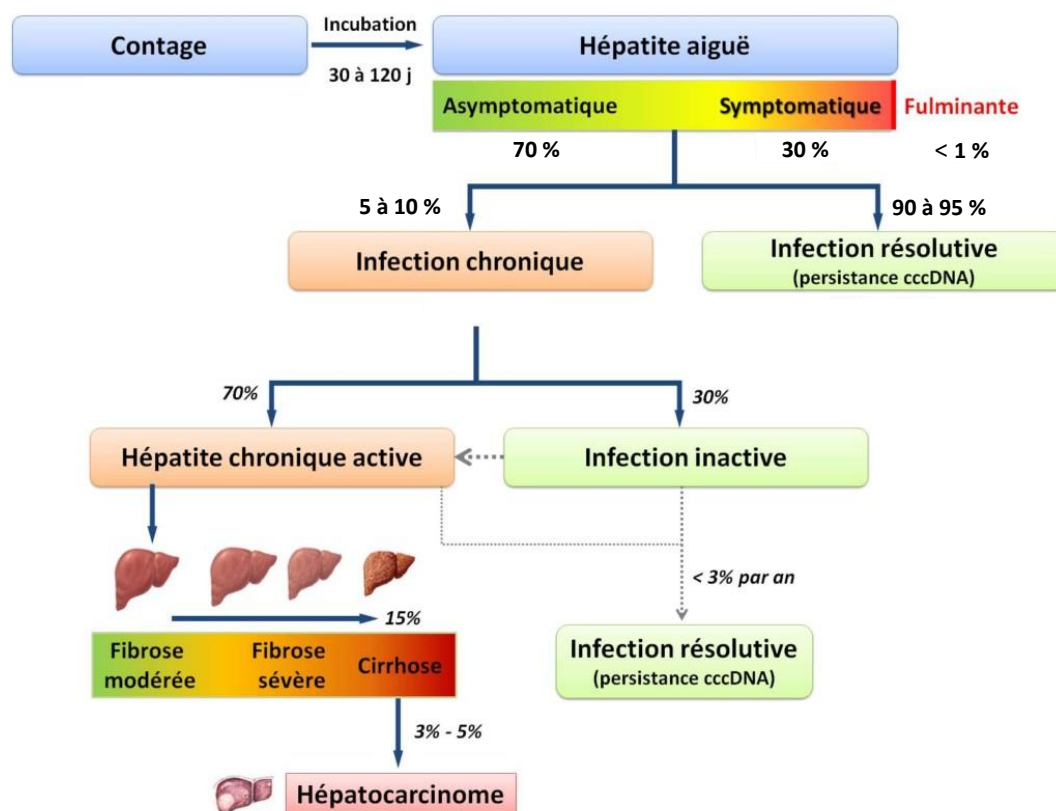 Contage
Incubation
30 à 120 j
Hépatite aiguë
Asymptomatique
Symptomatique
Fulminante
70 %
30 %
< 1 %
5 à 10 %
90 à 95 %
Infection chronique
Infection résolutive
(persistance cccDNA)
70%
30%
Hépatite chronique active
Infection inactive
< 3% par an
15%
Fibrose
modérée
Fibrose
sévère
Cirrhose
Infection résolutive
(persistance cccDNA)
3% - 5%
Hépatocarcinome